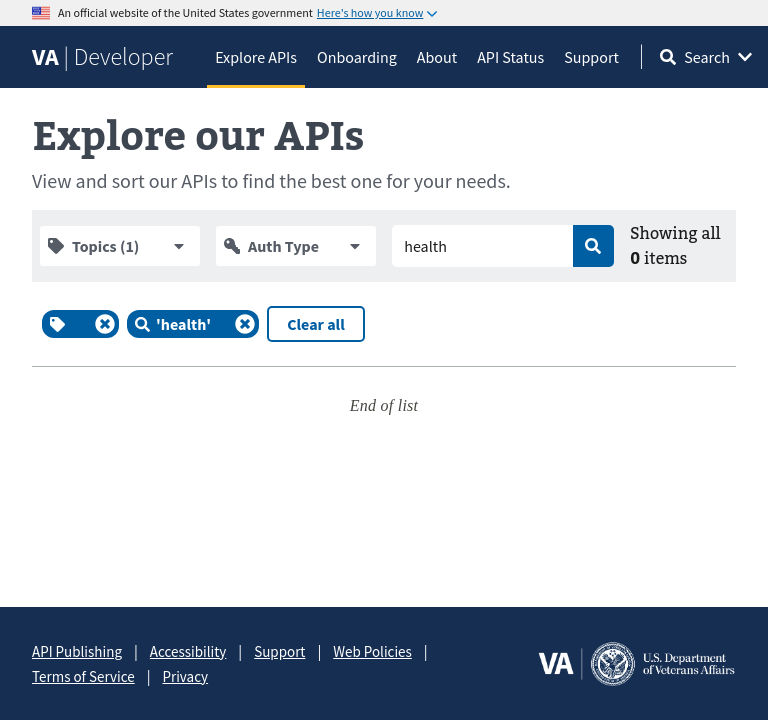 An official website of the United States government Here's how you know
VA | Developer
Explore APIs
Onboarding
About
API Status
Support
Search
Explore our APIs
View and sort our APIs to find the best one for your needs.
Topics (1)
Auth Type
health
Showing all
0 items
'health'
Clear all
End of list
API Publishing | Accessibility | Support | Web Policies |
Terms of Service | Privacy
VA
U.S. Department
of Veterans Affairs